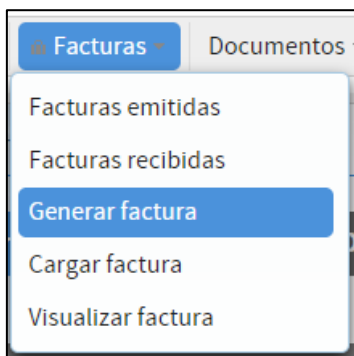 Facturas Documentos
Facturas emitidas
Facturas recibidas
Generar factura
Cargar factura
Visualizar factura